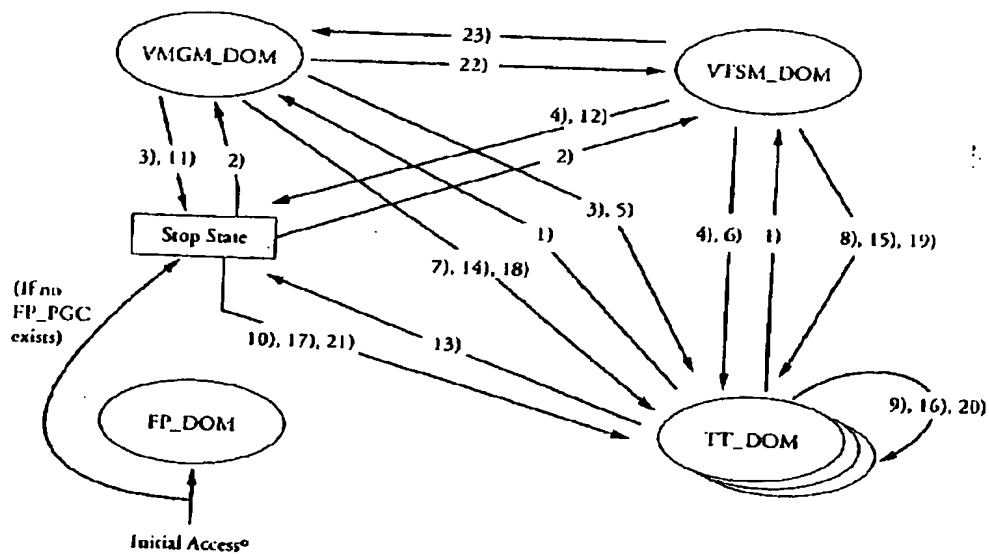 23)
VMGM_DOM
22)
VTSM_DOM
4), 12)
3), 11)
2)
2)
3), 5)
Stop State
1)
4), 6)
1)
8), 15), 19)
7), 14), 18)
(If no
FP_PGC
exists)
10), 17), 21)
13)
9), 16), 20)
FP_DOM
TT_DOM
Initial Access°